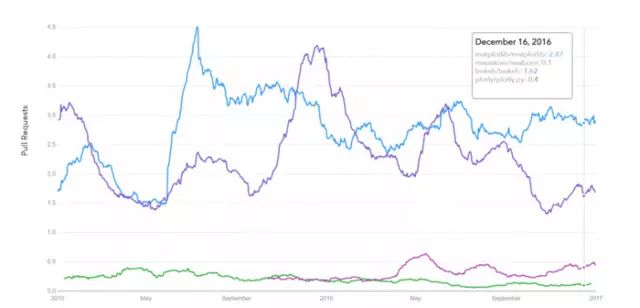 4.5
December 16, 2016
matplotlib/matplotlib: 2.87
4.0
mwaskom/seaborn: 0.1
bokeh/bokeh: 1.62
plotly/plotly.py: 0.4
3.5
3.0
Pull Requests
2.5
2.0
1.5
1.0
0.5
0.0
2015 May September 2016 May September 2017